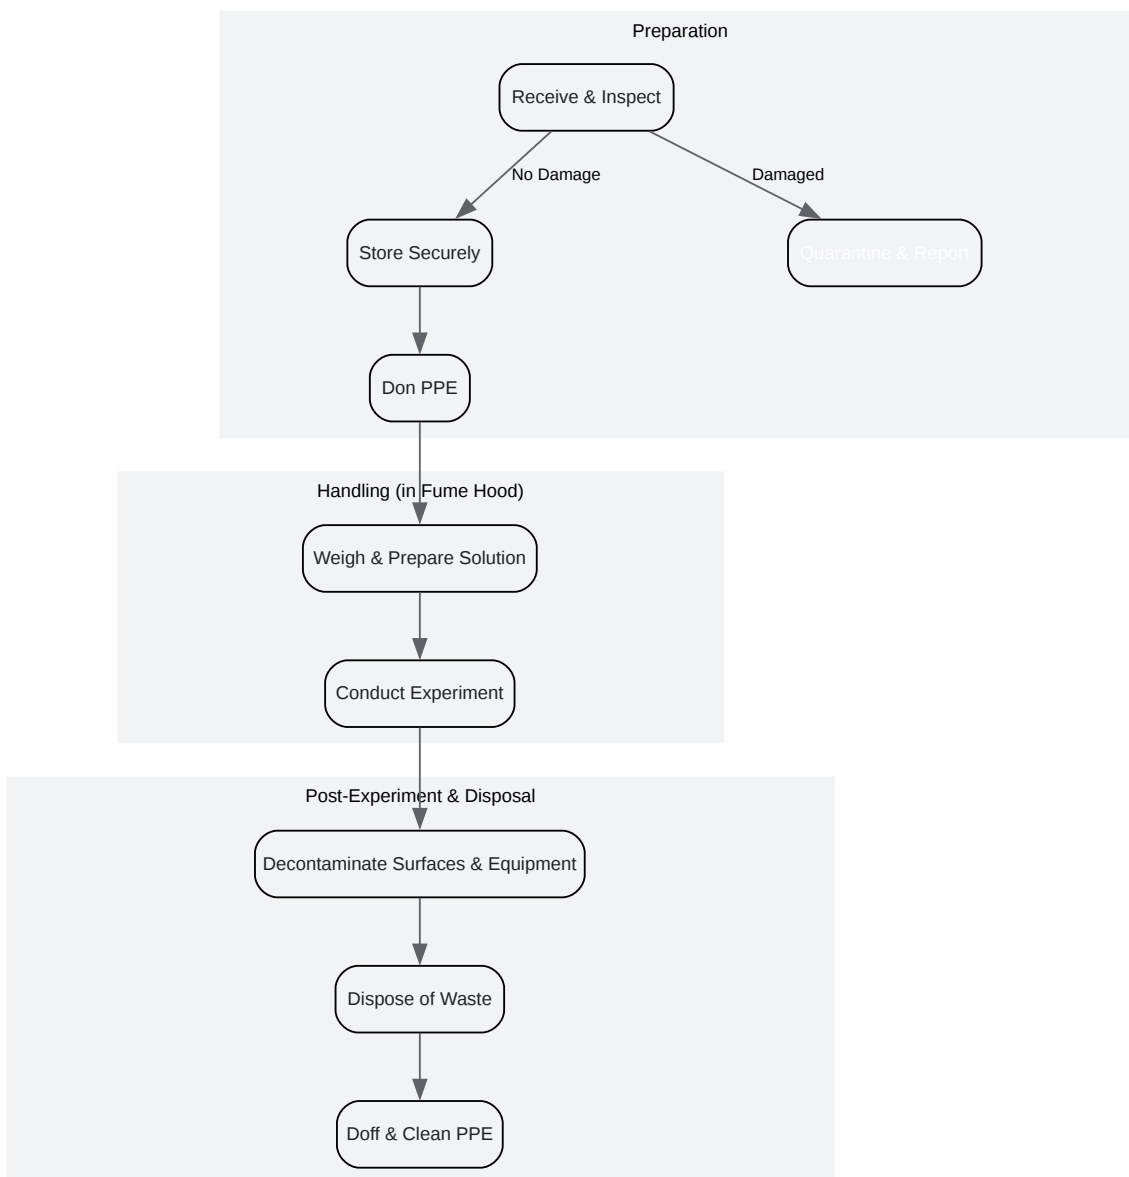 Preparation
Receive & Inspect
No Damage
Damaged
Store Securely
Quarantine & Report
Don PPE
Handling (in Fume Hood)
Weigh & Prepare Solution
Conduct Experiment
Post-Experiment & Disposal
Decontaminate Surfaces & Equipment
Dispose of Waste
Doff & Clean PPE